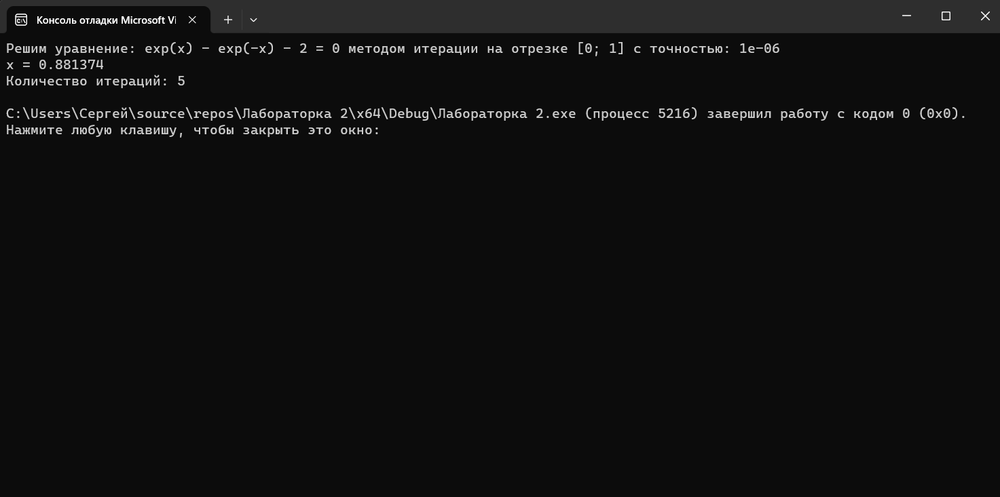 Консоль отладки Microsoft Vi
Решим уравнение: exp(x) - exp(-x) - 2 = 0 методом итерации на отрезке [0; 1] с точностью: 1e-06
x = 0.881374
Количество итераций: 5
C:\Users\Сергей\source\repos\Лабораторка 2\x64\Debug\Лабораторка 2.exe (процесс 5216) завершил работу с кодом 0 (0x0).
Нажмите любую клавишу, чтобы закрыть это окно: